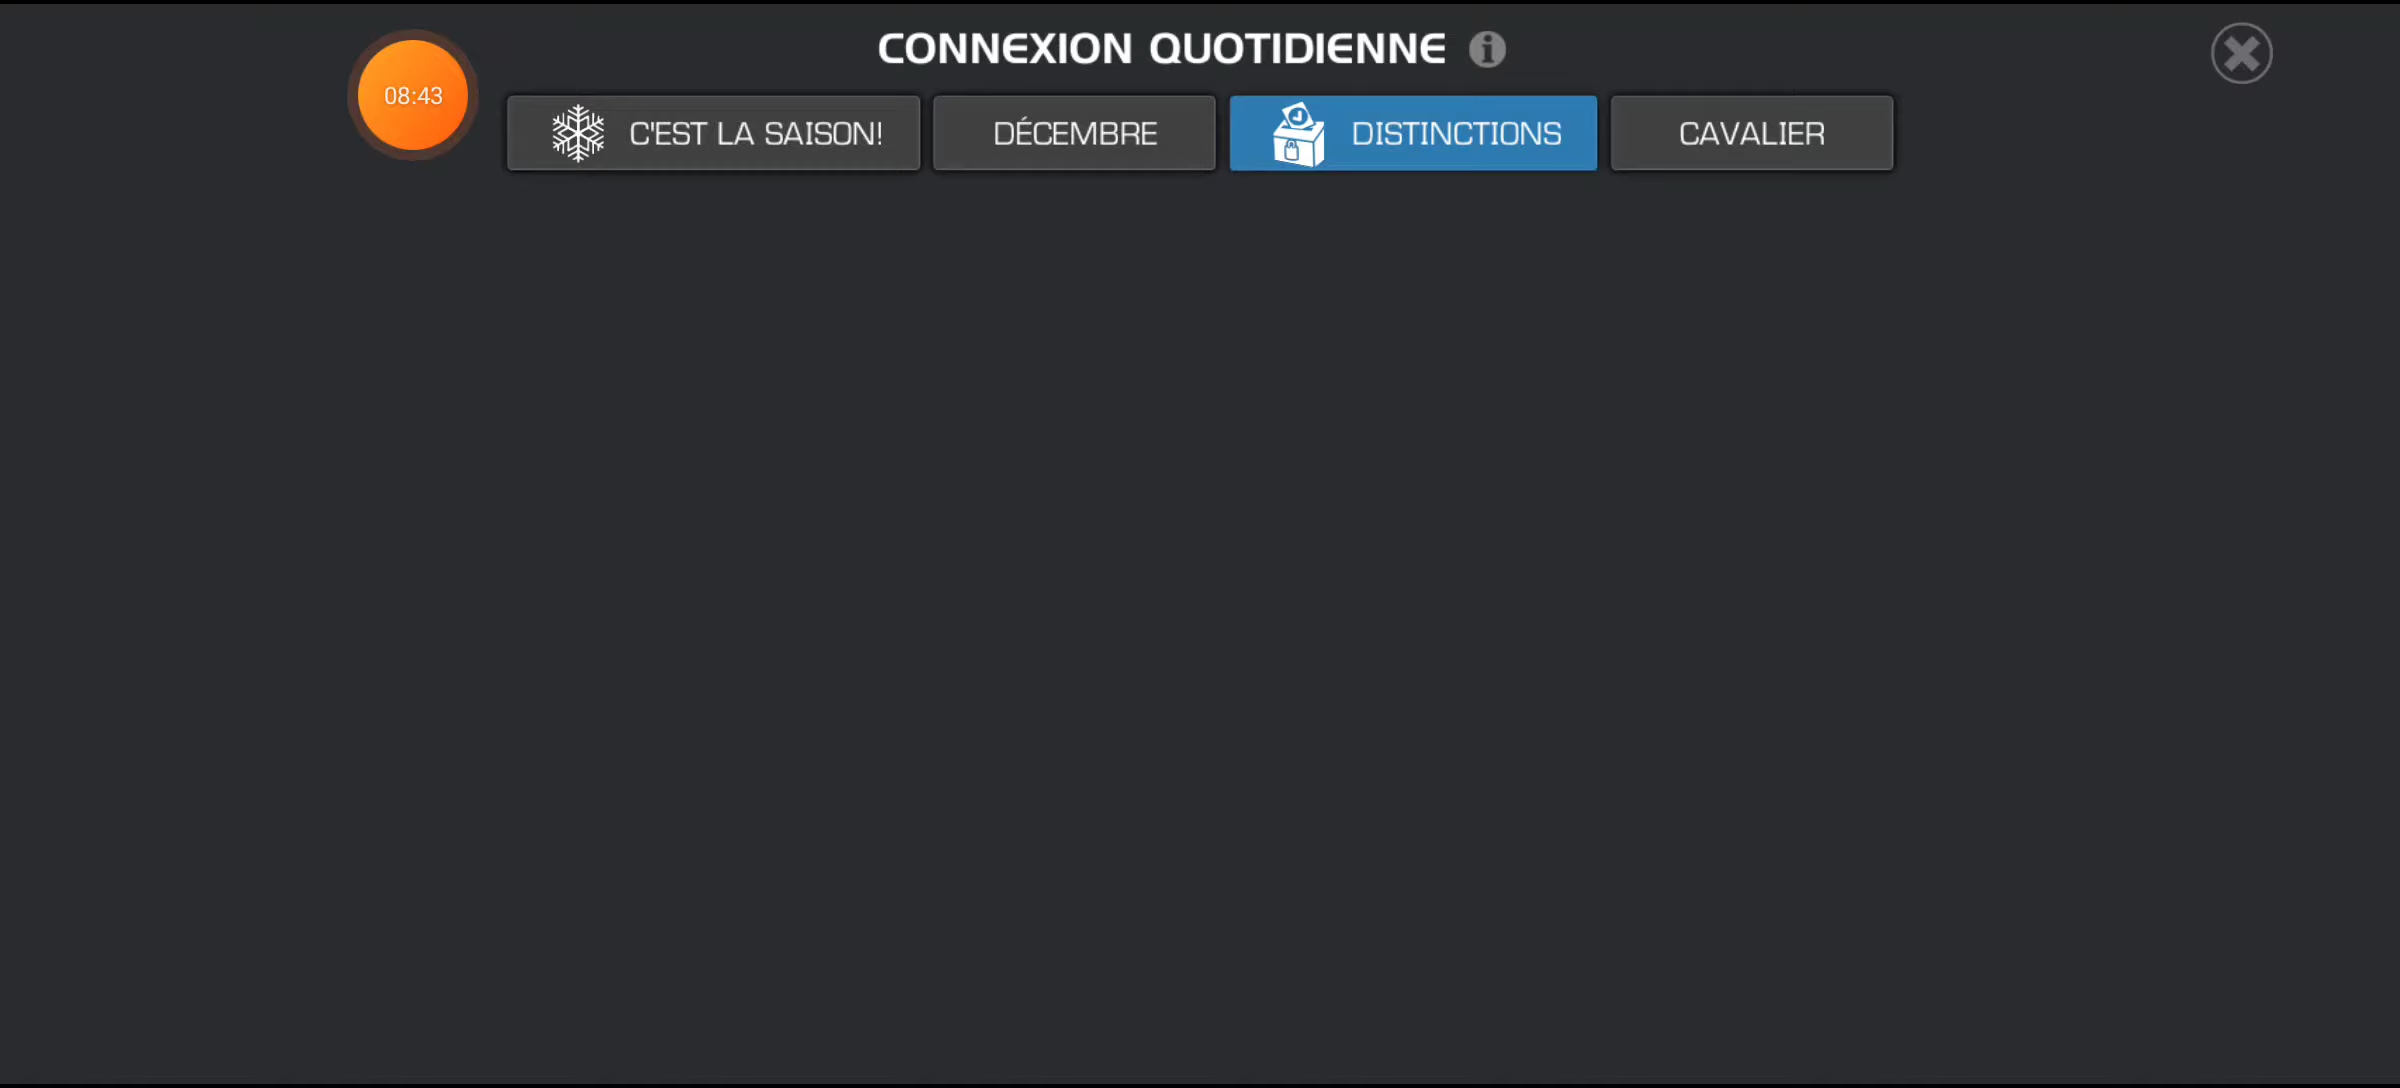 CONNEXION QUOTIDIENNE
08:43
C'EST LA SAISON!
DÉCEMBRE
DISTINCTIONS
CAVALIER